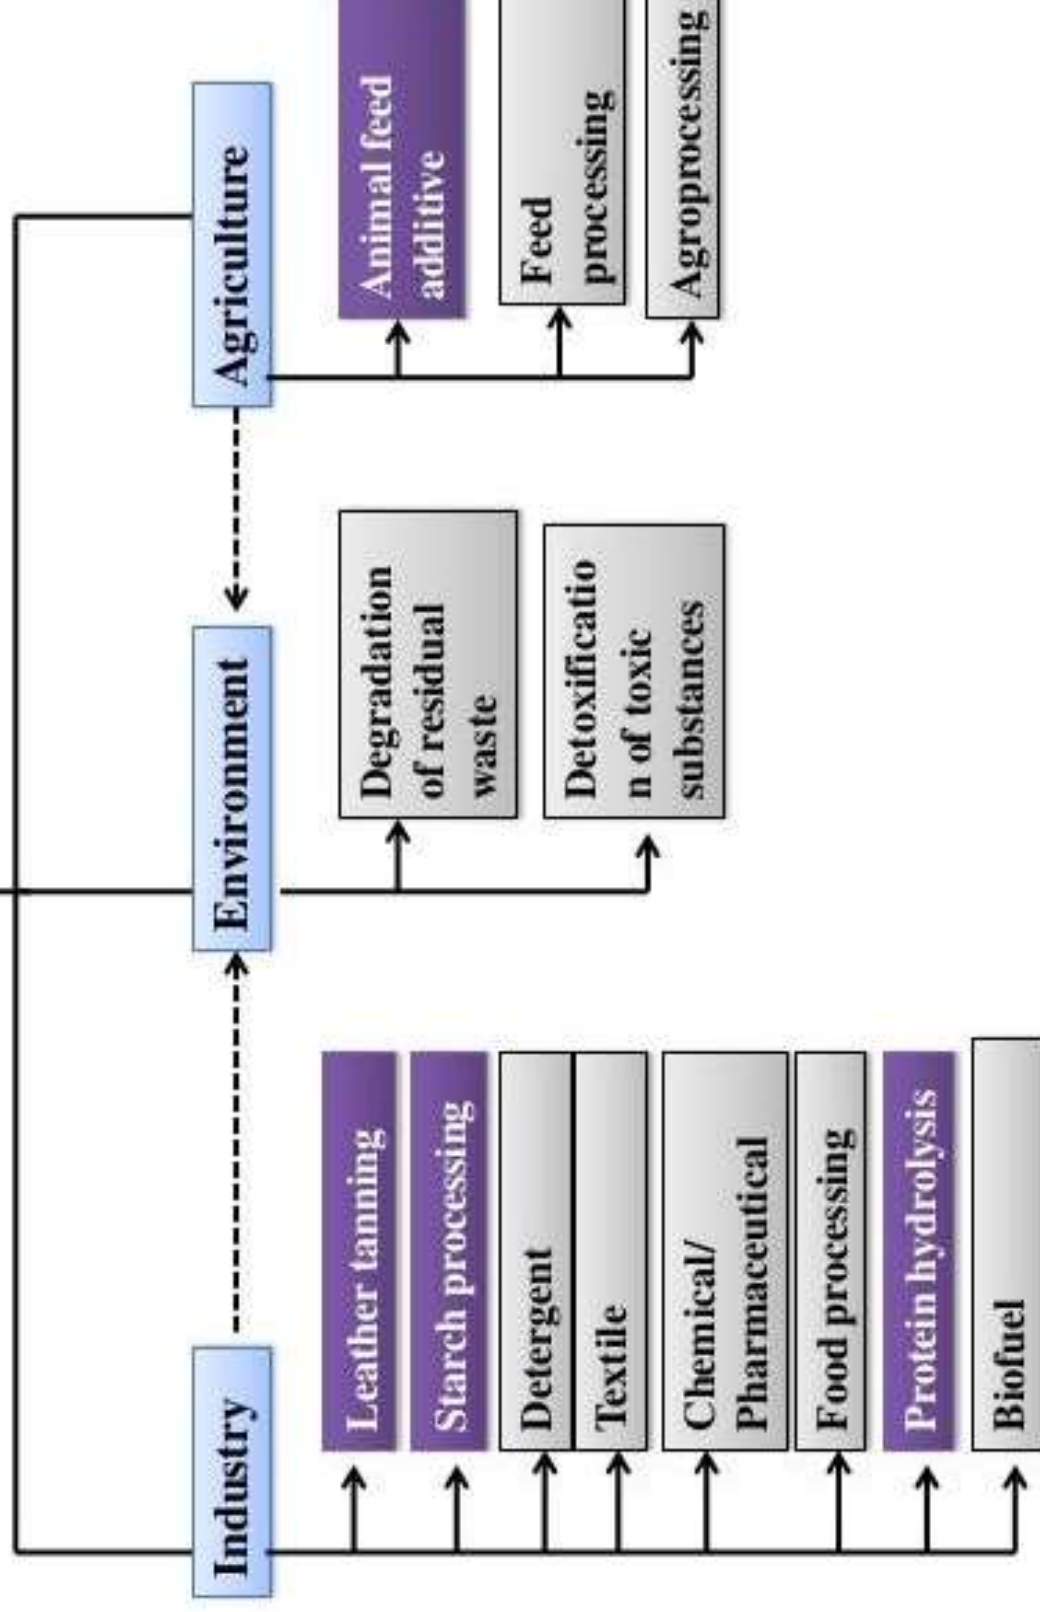 Industry
Environment
Agriculture
Leather tanning
Starch processing
Detergent
Textile
Chemical/
Pharmaceutical
Food processing
Protein hydrolysis
Biofuel
Degradation
of residual
waste
Detoxificatio
n of toxic
substances
Animal feed
additive
Feed
processing
Agroprocessing